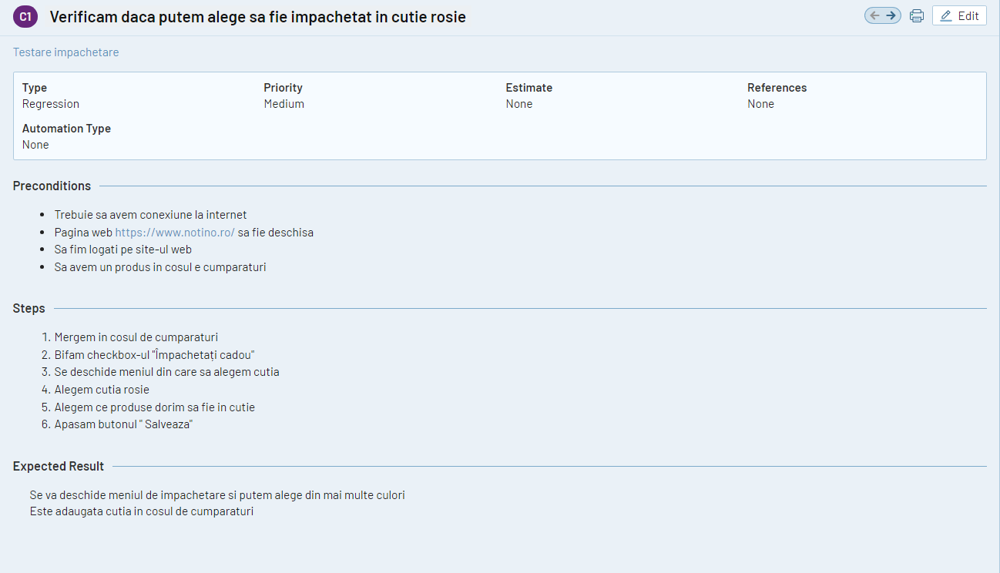 C1 Verificam daca putem alege sa fie impachetat in cutie rosie
Edit
Testare impachetare
Type Priority Estimate References
Regression Medium None None
Automation Type
None
Preconditions
• Trebuie sa avem conexiune la internet
• Pagina web https://www.notino.ro/ sa fie deschisa
• Sa fim logati pe site-ul web
• Sa avem un produs in cosul e cumparaturi
Steps
1. Mergem in cosul de cumparaturi
2. Bifam checkbox-ul "Împachetați cadou"
3. Se deschide meniul din care sa alegem cutia
4. Alegem cutia rosie
5. Alegem ce produse dorim sa fie in cutie
6. Apasam butonul " Salveaza"
Expected Result
Se va deschide meniul de impachetare si putem alege din mai multe culori
Este adaugata cutia in cosul de cumparaturi